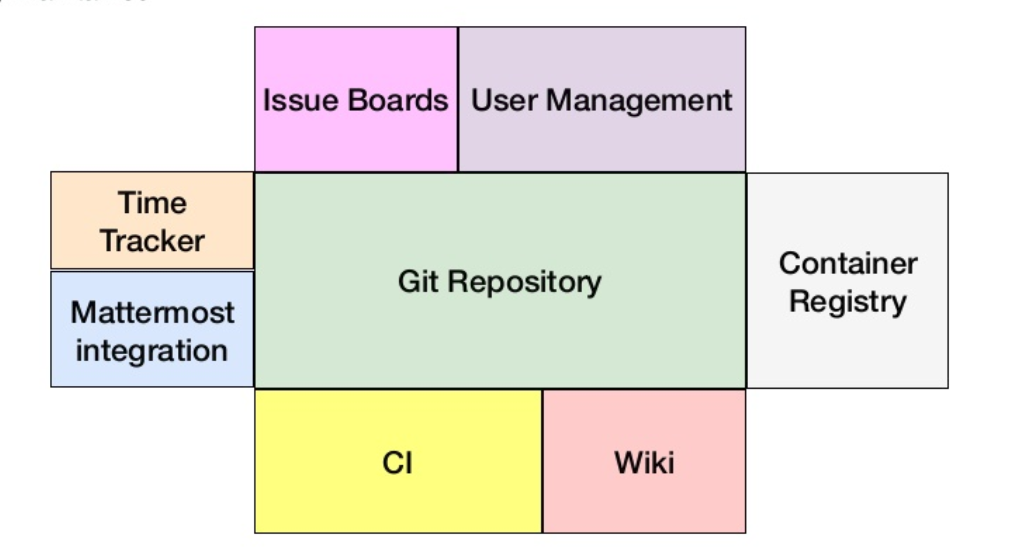 Issue Boards
User Management
Time
Tracker
Mattermost
integration
Git Repository
Container
Registry
CI
Wiki